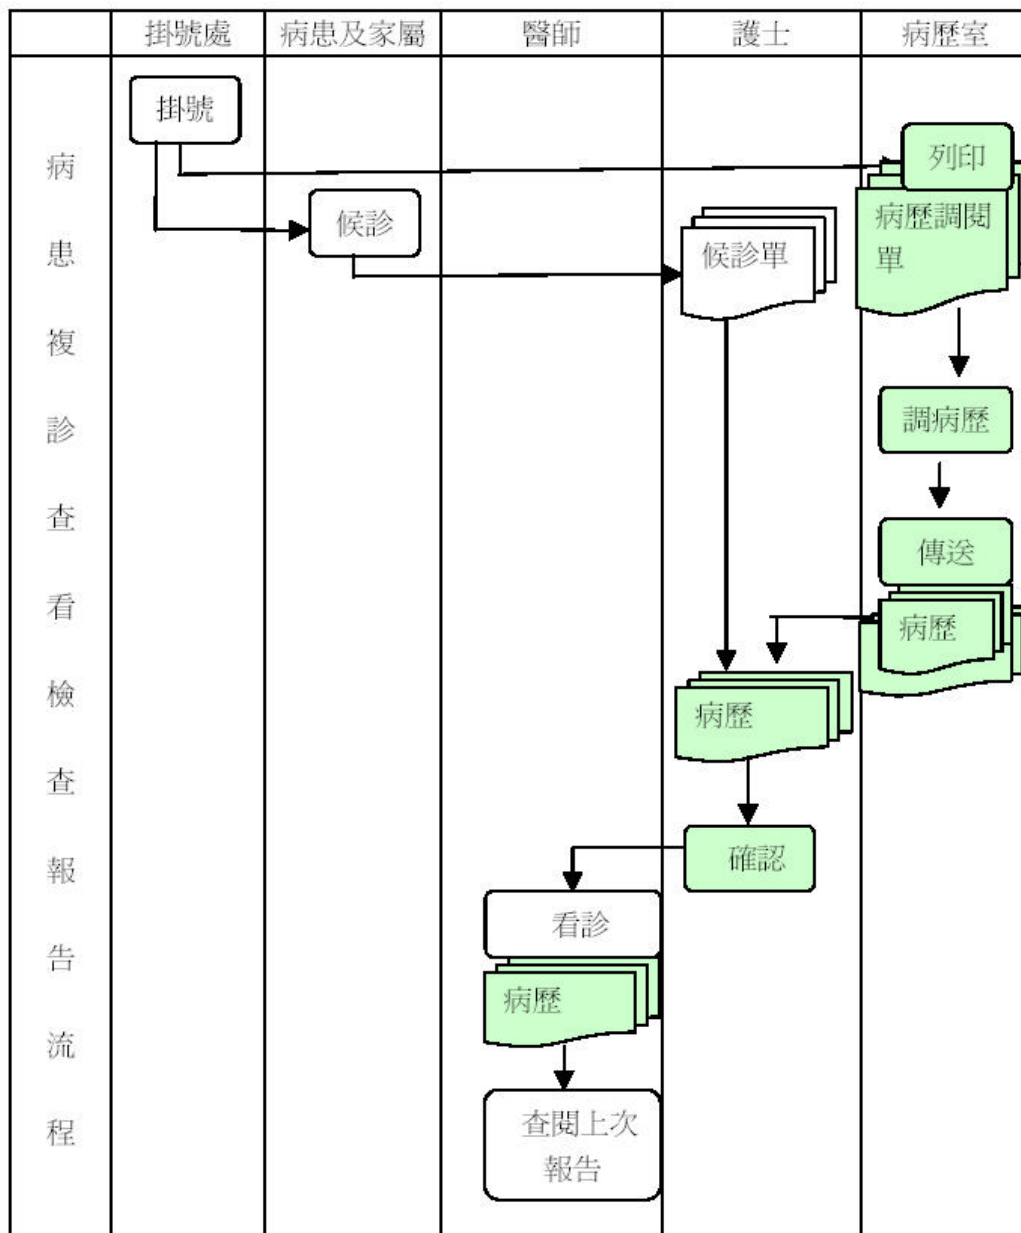 掛號處
病患及家屬
醫師
護士
病歷室
病患複診查看檢查報告流程
掛號
列印
病歷調閱
單
候診
候診單
調病歷
傳送
病歷
病歷
確認
看診
病歷
查閱上次
報告